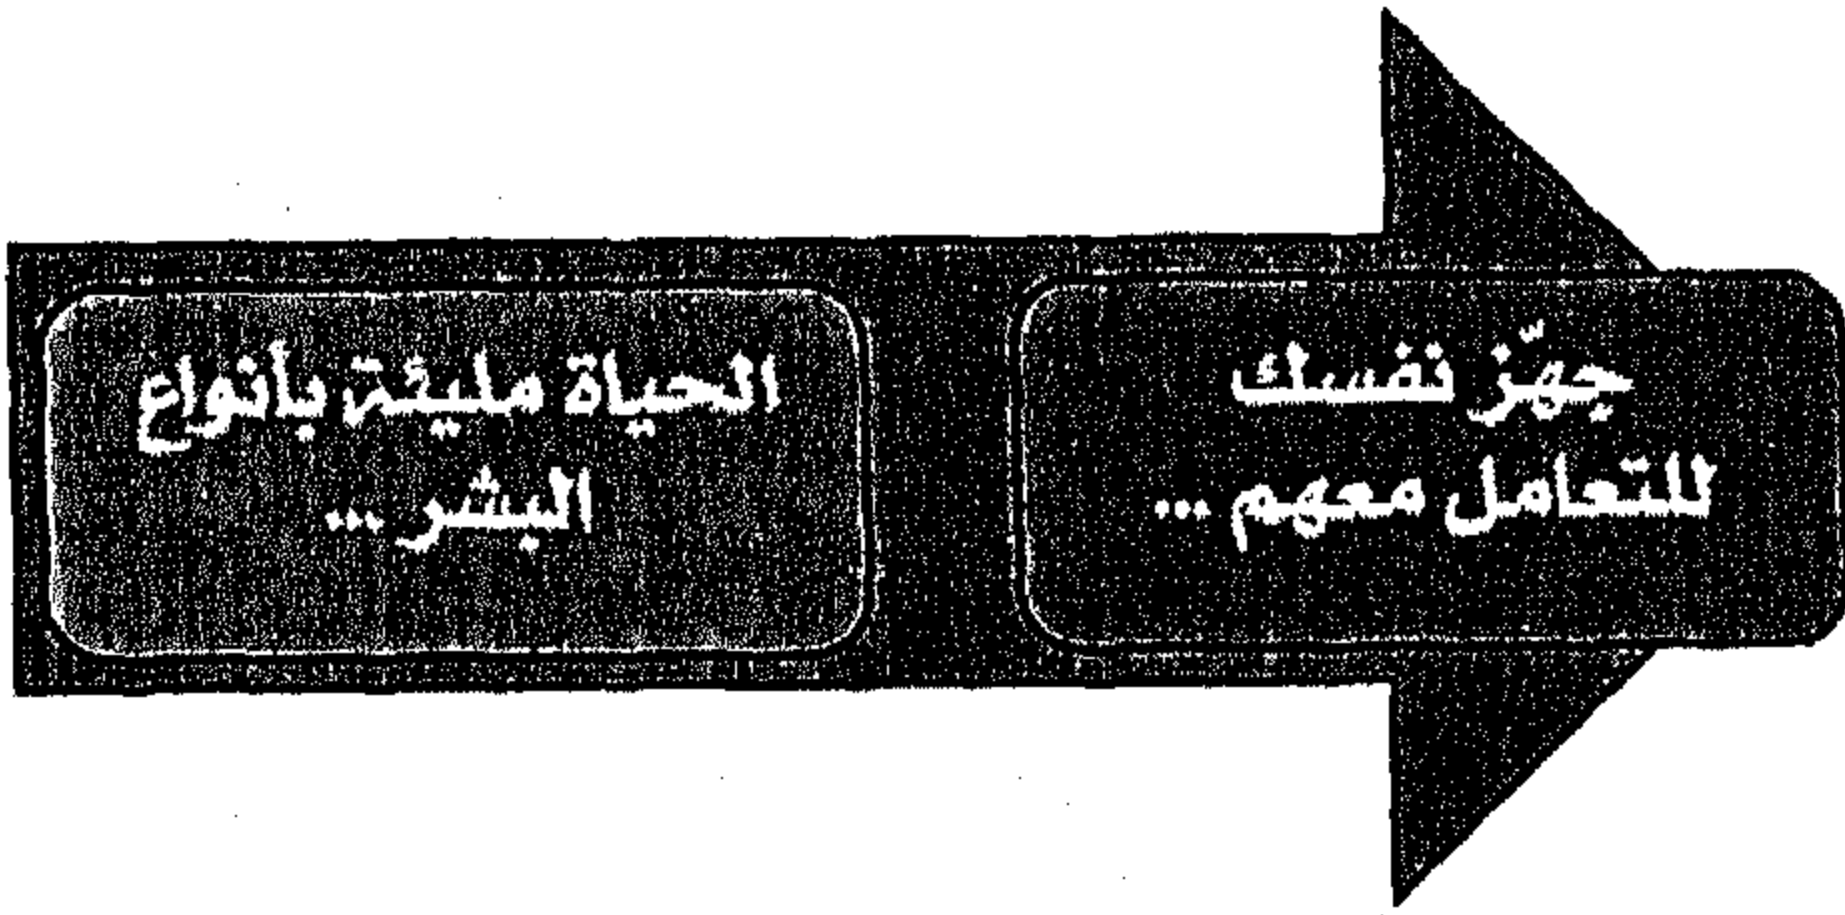 الحياة مليئة بأنواع
البشر ...
جهّز نفسك
للتعامل معهم ...